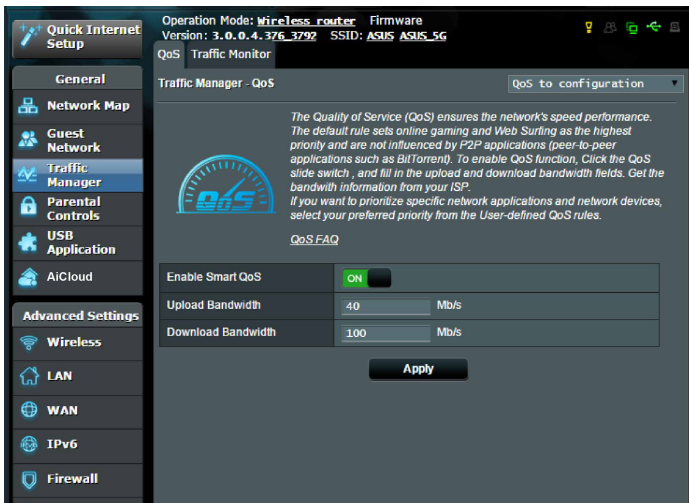 Quick Internet
Setup
General
Network Map
Guest
Network
Traffic
Manager
Parental
Controls
USB
Application
AiCloud
Advanced Settings
Wireless
LAN
WAN
IPv6
Firewall
Operation Mode: Wireless router Firmware
Version: 3.0.0.4.376_3792 SSID: ASUS ASUS_5G
QoS Traffic Monitor
Traffic Manager - QoS
QoS to configuration
The Quality of Service (QoS) ensures the network's speed performance.
The default rule sets online gaming and Web Surfing as the highest
priority and are not influenced by P2P applications (peer-to-peer
applications such as BitTorrent). To enable QoS function, Click the QoS
slide switch , and fill in the upload and download bandwidth fields. Get the
bandwith information from your ISP.
If you want to prioritize specific network applications and network devices,
select your preferred priority from the User-defined QoS rules.
QoS FAQ
QoS
Enable Smart QoS ON
Upload Bandwidth 40 Mb/s
Download Bandwidth 100 Mb/s
Apply